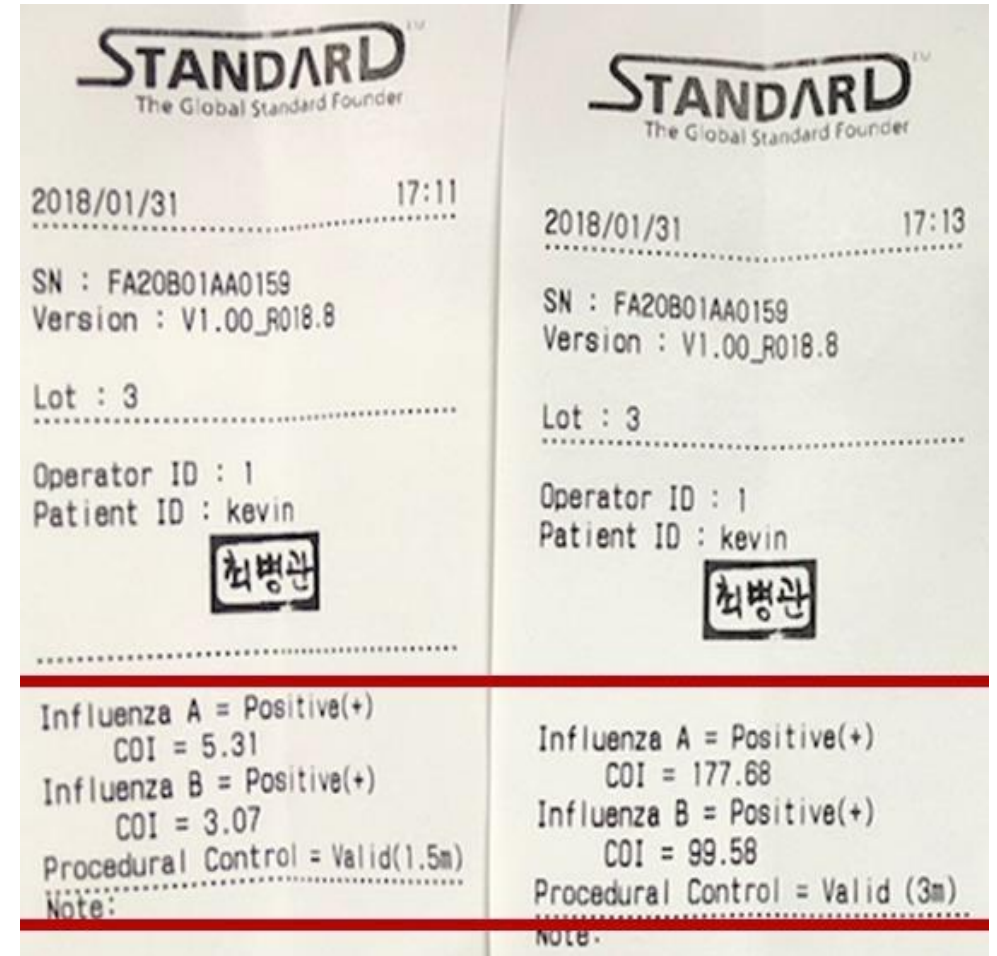 STANDARD™
The Global Standard Founder
2018/01/31 17:11
SN : FA20B01AA0159
Version : V1.00_R018.8
Lot : 3
Operator ID : 1
Patient ID : kevin
최병관
Influenza A = Positive(+)
COI = 5.31
Influenza B = Positive(+)
COI = 3.07
Procedural Control = Valid(1.5m)
Note:
STANDARD™
The Global Standard Founder
2018/01/31 17:13
SN : FA20B01AA0159
Version : V1.00_R018.8
Lot : 3
Operator ID : 1
Patient ID : kevin
최병관
Influenza A = Positive(+)
COI = 177.68
Influenza B = Positive(+)
COI = 99.58
Procedural Control = Valid (3m)
Note: